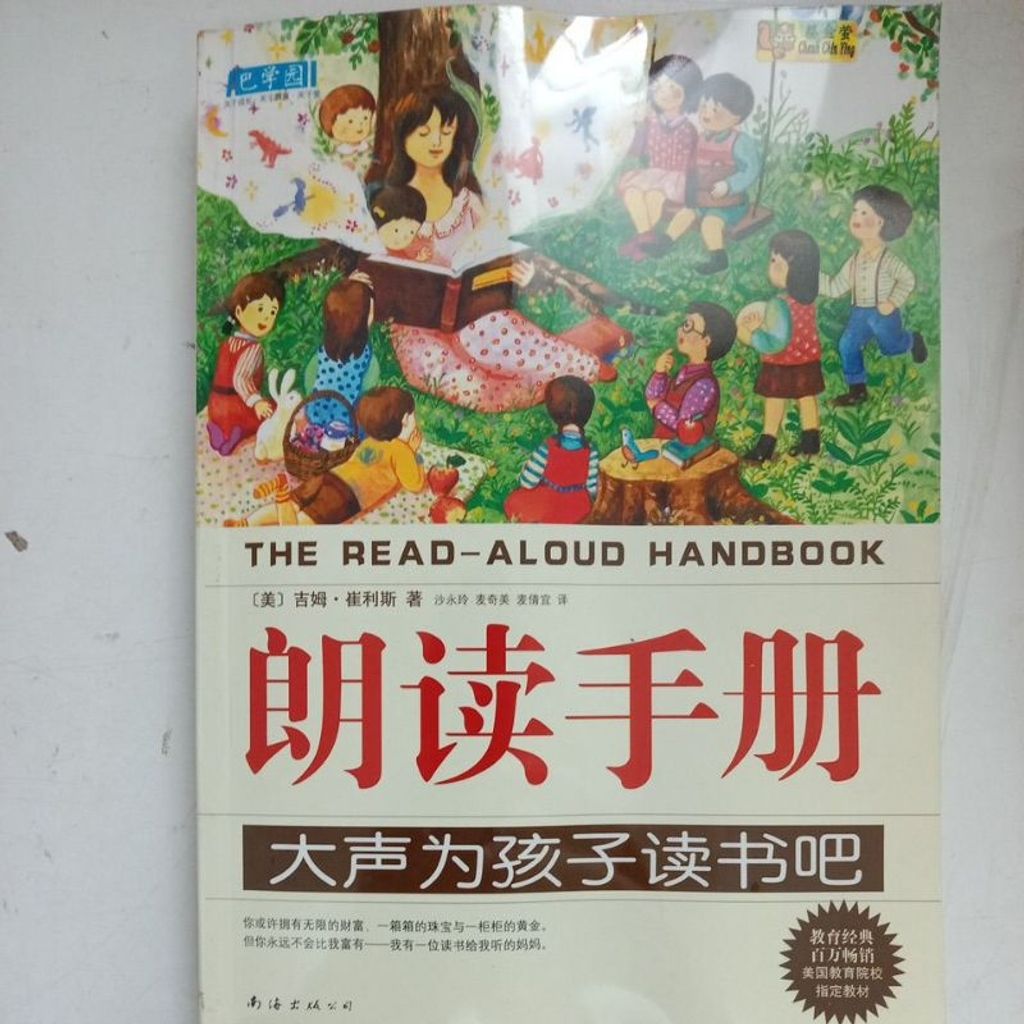 巴学园
Chen Chin Ying
THE READ-ALOUD HANDBOOK
〔美〕吉姆·崔利斯 著 沙永玲 麦奇美 麦倩宜 译
朗读手册
大声为孩子读书吧
你或许拥有无限的财富，一箱箱的珠宝与一柜柜的黄金。
但你永远不会比我富有——我有一位读书给我听的妈妈。
教育经典
百万畅销
美国教育院校
指定教材
南海出版公司